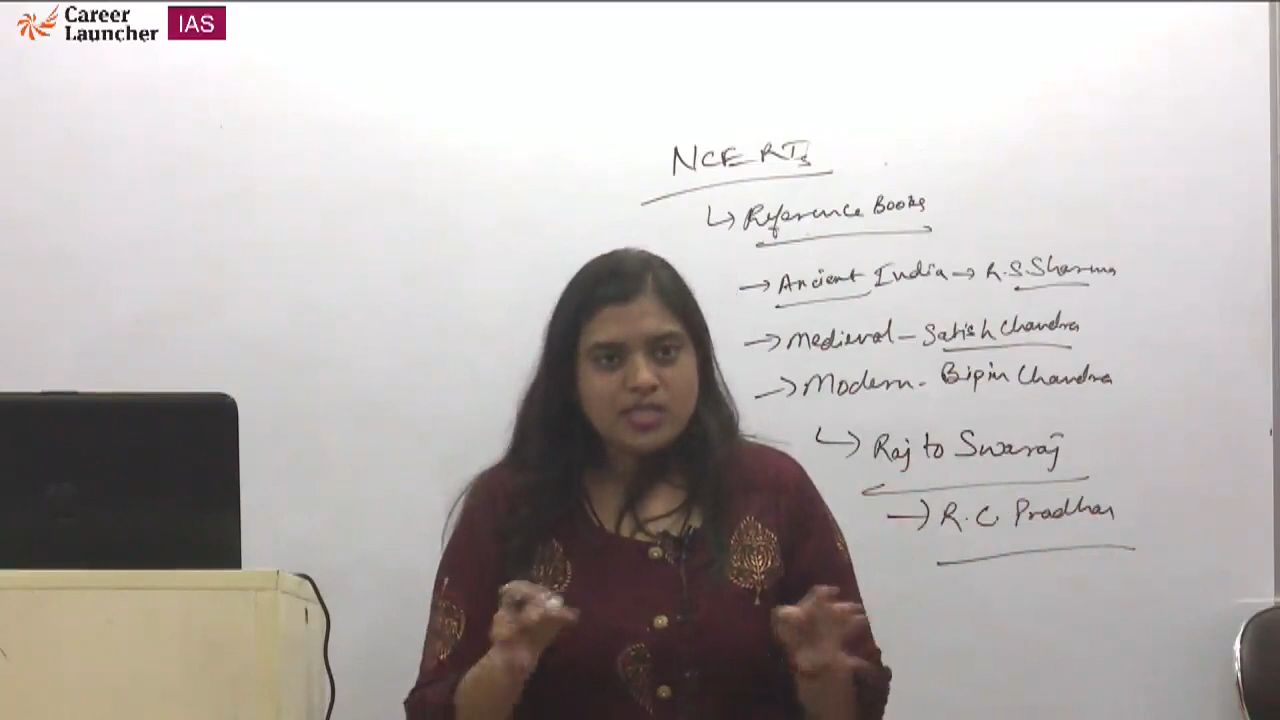 Career
Launcher
IAS
NCERTs
↳ Reference Books
→ Ancient India → R.S. Sharma
→ Medieval - Satish Chandra
→ Modern - Bipin Chandra
↳ Raj to Swaraj
→ R.C Pradhan